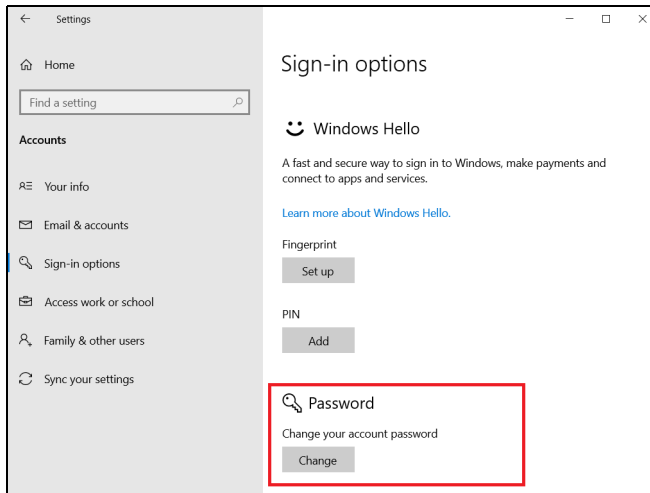 Settings
Home
Find a setting
Accounts
Your info
Email & accounts
Sign-in options
Access work or school
Family & other users
Sync your settings
Sign-in options
Windows Hello
A fast and secure way to sign in to Windows, make payments and
connect to apps and services.
Learn more about Windows Hello.
Fingerprint
Set up
PIN
Add
Password
Change your account password
Change